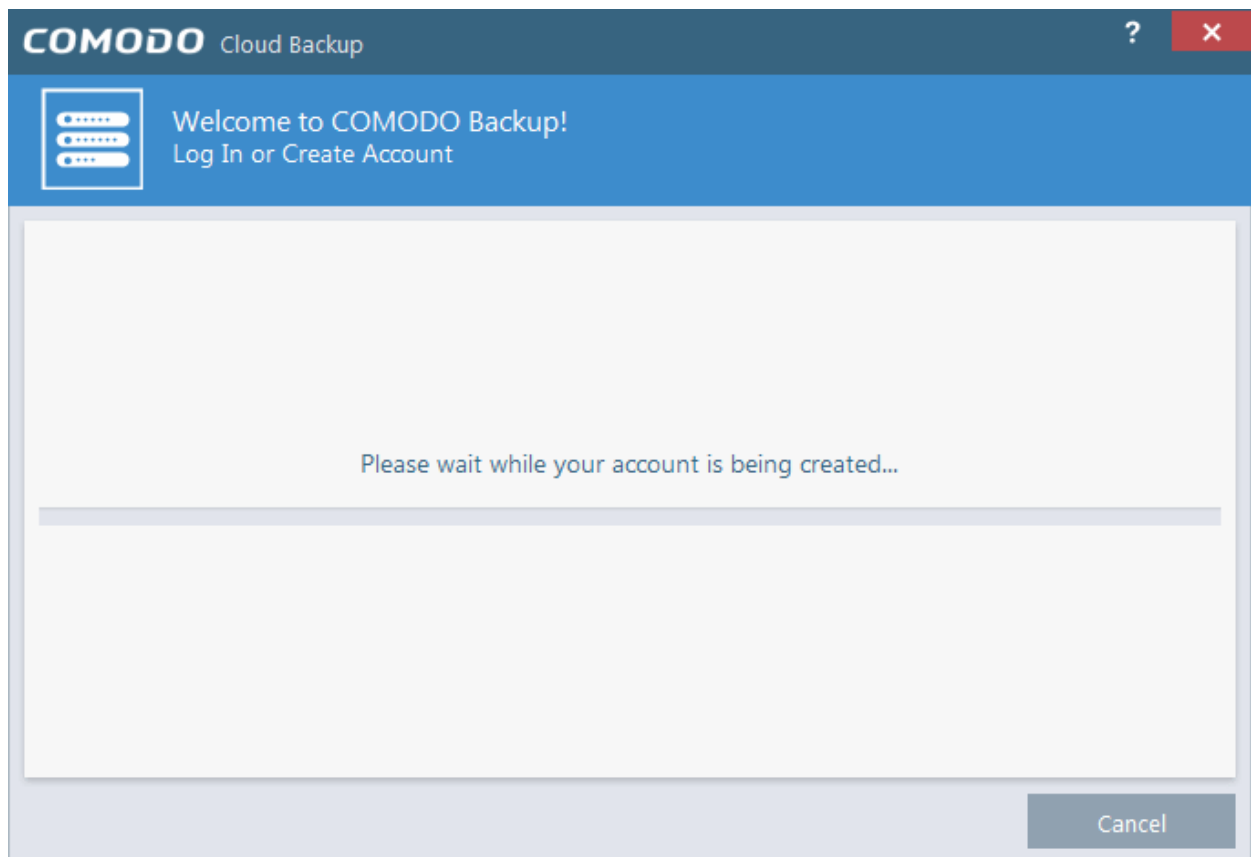 COMODO Cloud Backup
?
Welcome to COMODO Backup!
Log In or Create Account
Please wait while your account is being created...
Cancel